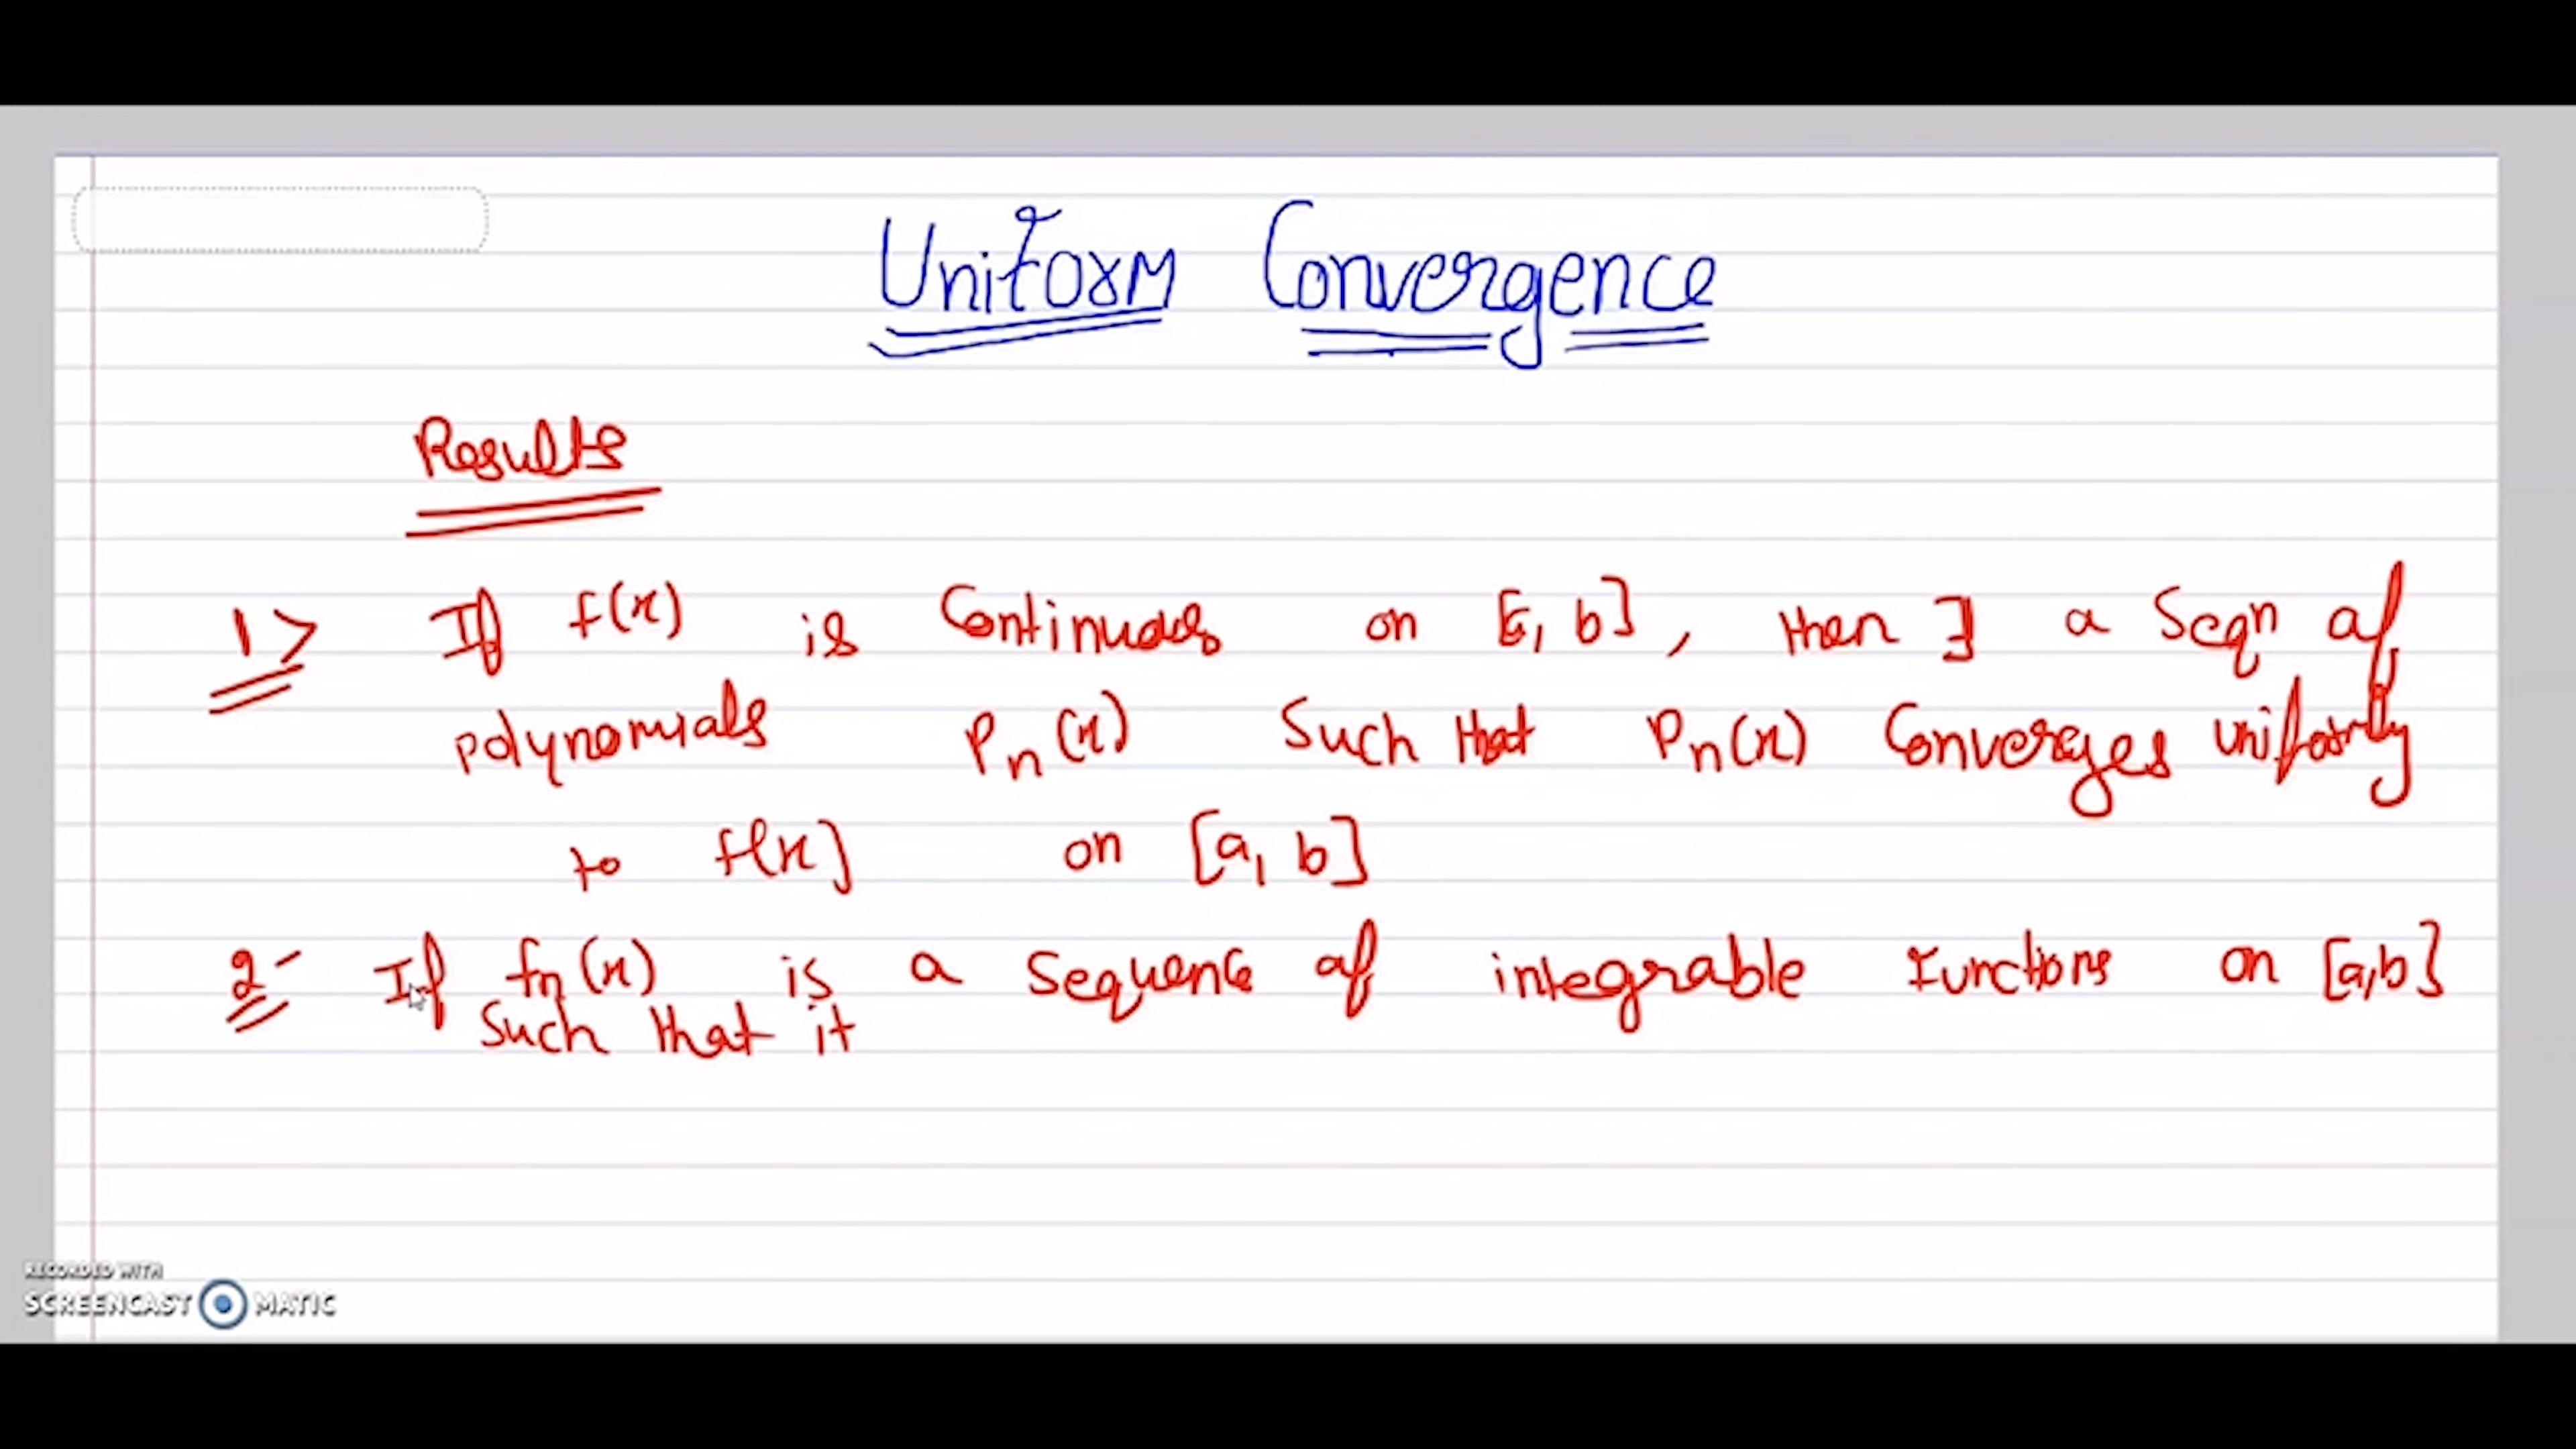 Uniform Convergence
Results
1> If f(x) is Continuous on [a, b], then ∃ a Seqn of
polynomials Pn(x) Such that Pn(x) Converges uniformly
to f(x) on [a, b]
2- If fn(x) is a Sequence of integrable functions on [a,b]
Such that it
RECORDED WITH
SCREENCAST MATIC